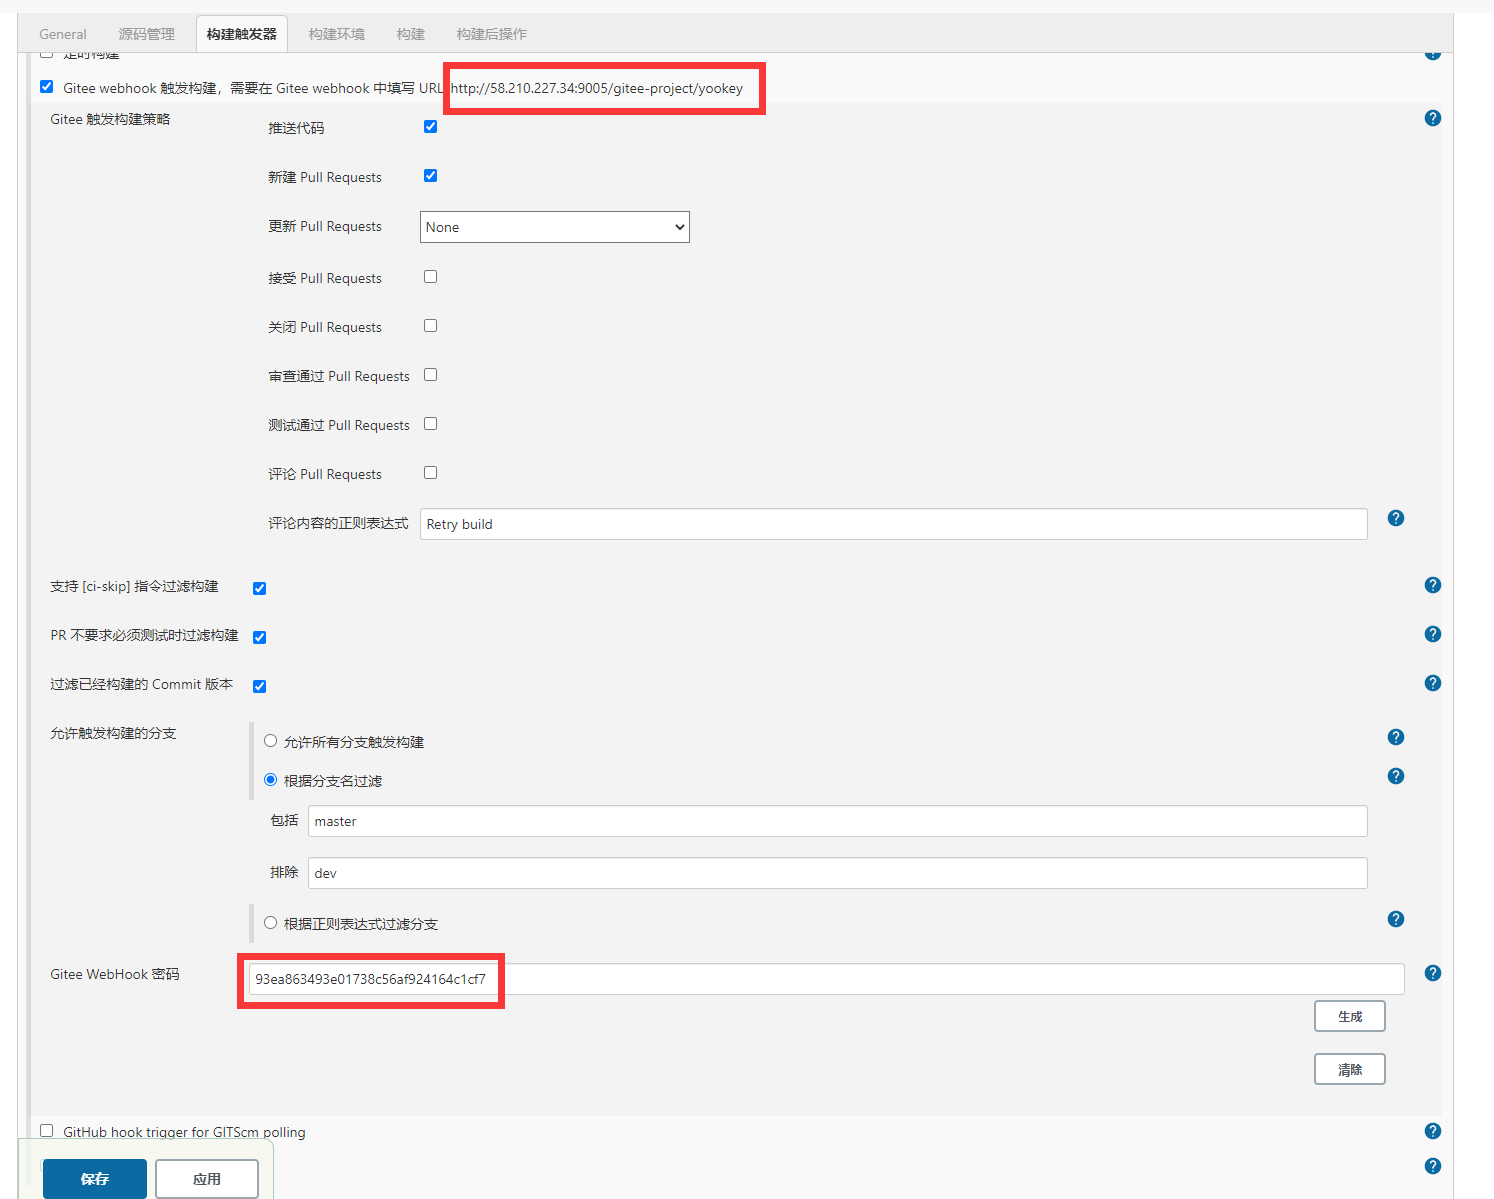 General 源码管理 构建触发器 构建环境 构建 构建后操作
定时构建
Gitee webhook 触发构建，需要在 Gitee webhook 中填写 URL: http://58.210.227.34:9005/gitee-project/yookey
Gitee 触发构建策略
推送代码
新建 Pull Requests
更新 Pull Requests None
接受 Pull Requests
关闭 Pull Requests
审查通过 Pull Requests
测试通过 Pull Requests
评论 Pull Requests
评论内容的正则表达式 Retry build
支持 [ci-skip] 指令过滤构建
PR 不要求必须测试时过滤构建
过滤已经构建的 Commit 版本
允许触发构建的分支
允许所有分支触发构建
根据分支名过滤
包括 master
排除 dev
根据正则表达式过滤分支
Gitee WebHook 密码 93ea863493e01738c56af924164c1cf7
生成
清除
GitHub hook trigger for GITScm polling
保存 应用